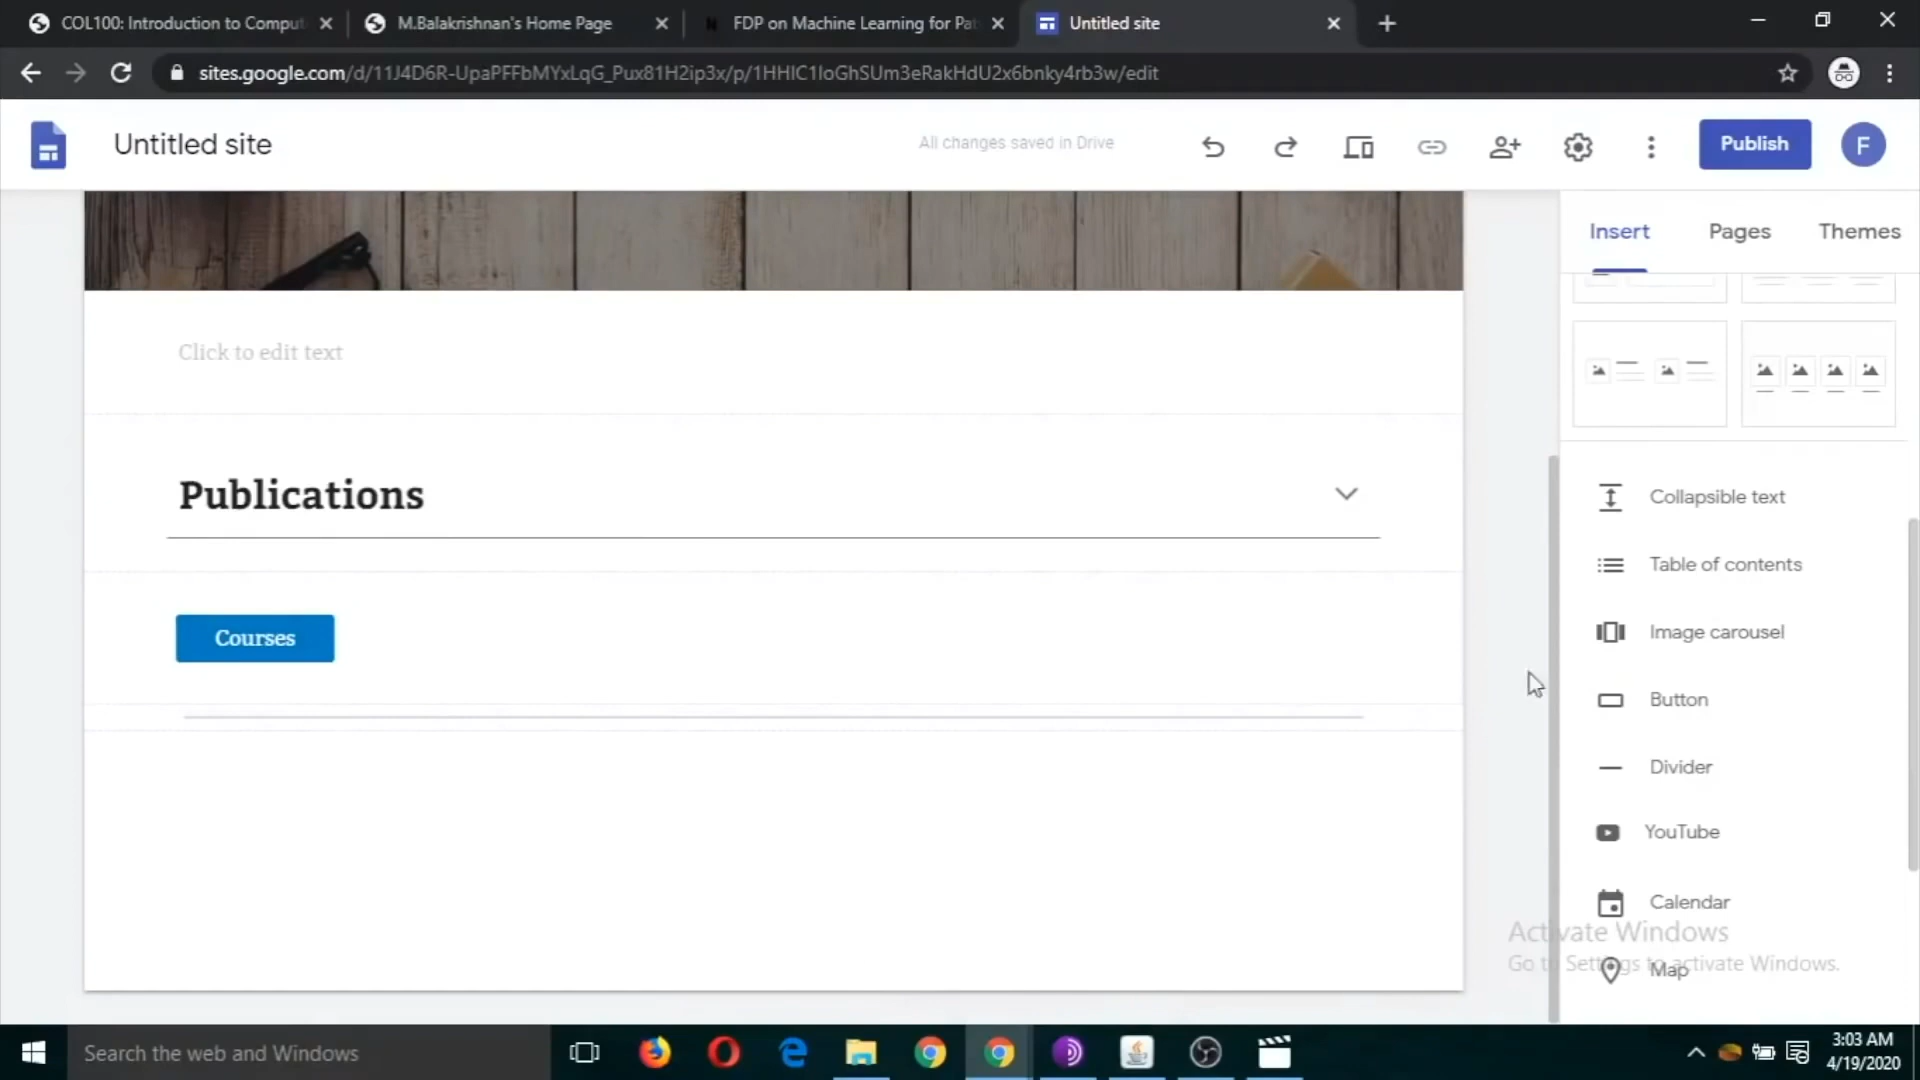 COL100: Introduction to Comput
M.Balakrishnan's Home Page
FDP on Machine Learning for Pat
Untitled site
sites.google.com/d/11J4D6R-UpaPFFbMYxLqG_Pux81H2ip3x/p/1HHIC1IoGhSUm3eRakHdU2x6bnky4rb3w/edit
Untitled site
All changes saved in Drive
Publish
F
Insert
Pages
Themes
Click to edit text
Publications
Courses
Collapsible text
Table of contents
Image carousel
Button
Divider
YouTube
Calendar
Map
Activate Windows
Go to Settings to activate Windows.
Search the web and Windows
3:03 AM
4/19/2020